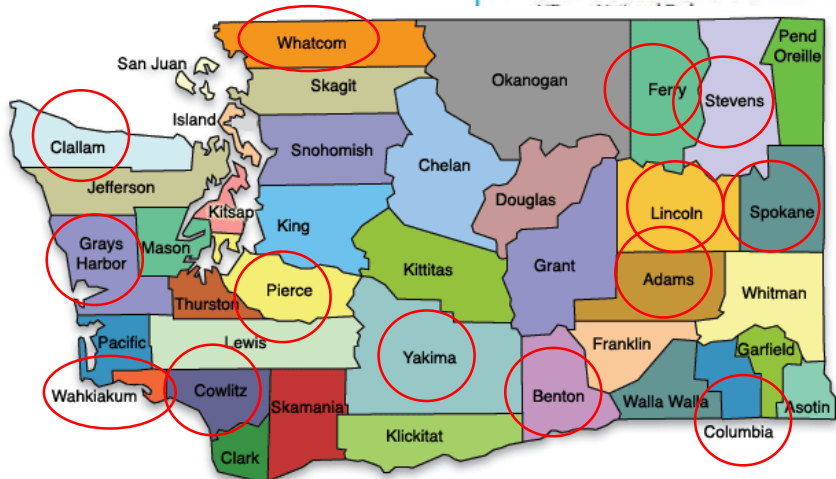 Whatcom
Pend
Oreille
San Juan
Skagit
Okanogan
Ferry
Stevens
Island
Clallam
Snohomish
Chelan
Jefferson
Douglas
Kitsap
King
Lincoln
Spokane
Grays
Harbor
Mason
Kittitas
Grant
Adams
Pierce
Whitman
Thurston
Pacific
Lewis
Yakima
Franklin
Garfield
Wahkiakum
Cowlitz
Benton
Skamania
Walla Walla
Asotin
Columbia
Klickitat
Clark